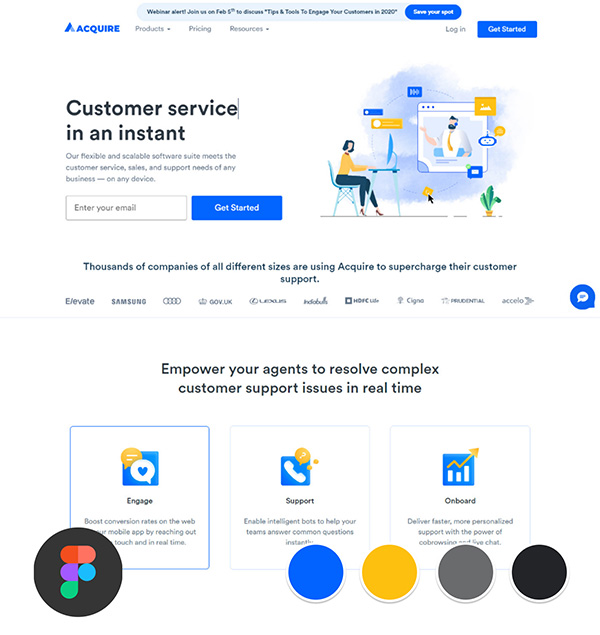 Webinar alert! Join us on Feb 5th to discuss "Tips & Tools To Engage Your Customers in 2020" Save your spot
ACQUIRE Products Pricing Resources Log in Get Started
Customer service
in an instant
Our flexible and scalable software suite meets the
customer service, sales, and support needs of any
business — on any device.
Enter your email Get Started
Thousands of companies of all different sizes are using Acquire to supercharge their customer
support.
Elevate SAMSUNG GOV.UK LEXUS Indiabulls HDFC Life Cigna PRUDENTIAL accelo
Empower your agents to resolve complex
customer support issues in real time
Engage Support Onboard
Boost conversion rates on the web
mobile app by reaching out
touch and in real time.
Enable intelligent bots to help your
teams answer common questions
instantly.
Deliver faster, more personalized
support with the power of
cobrowsing and live chat.